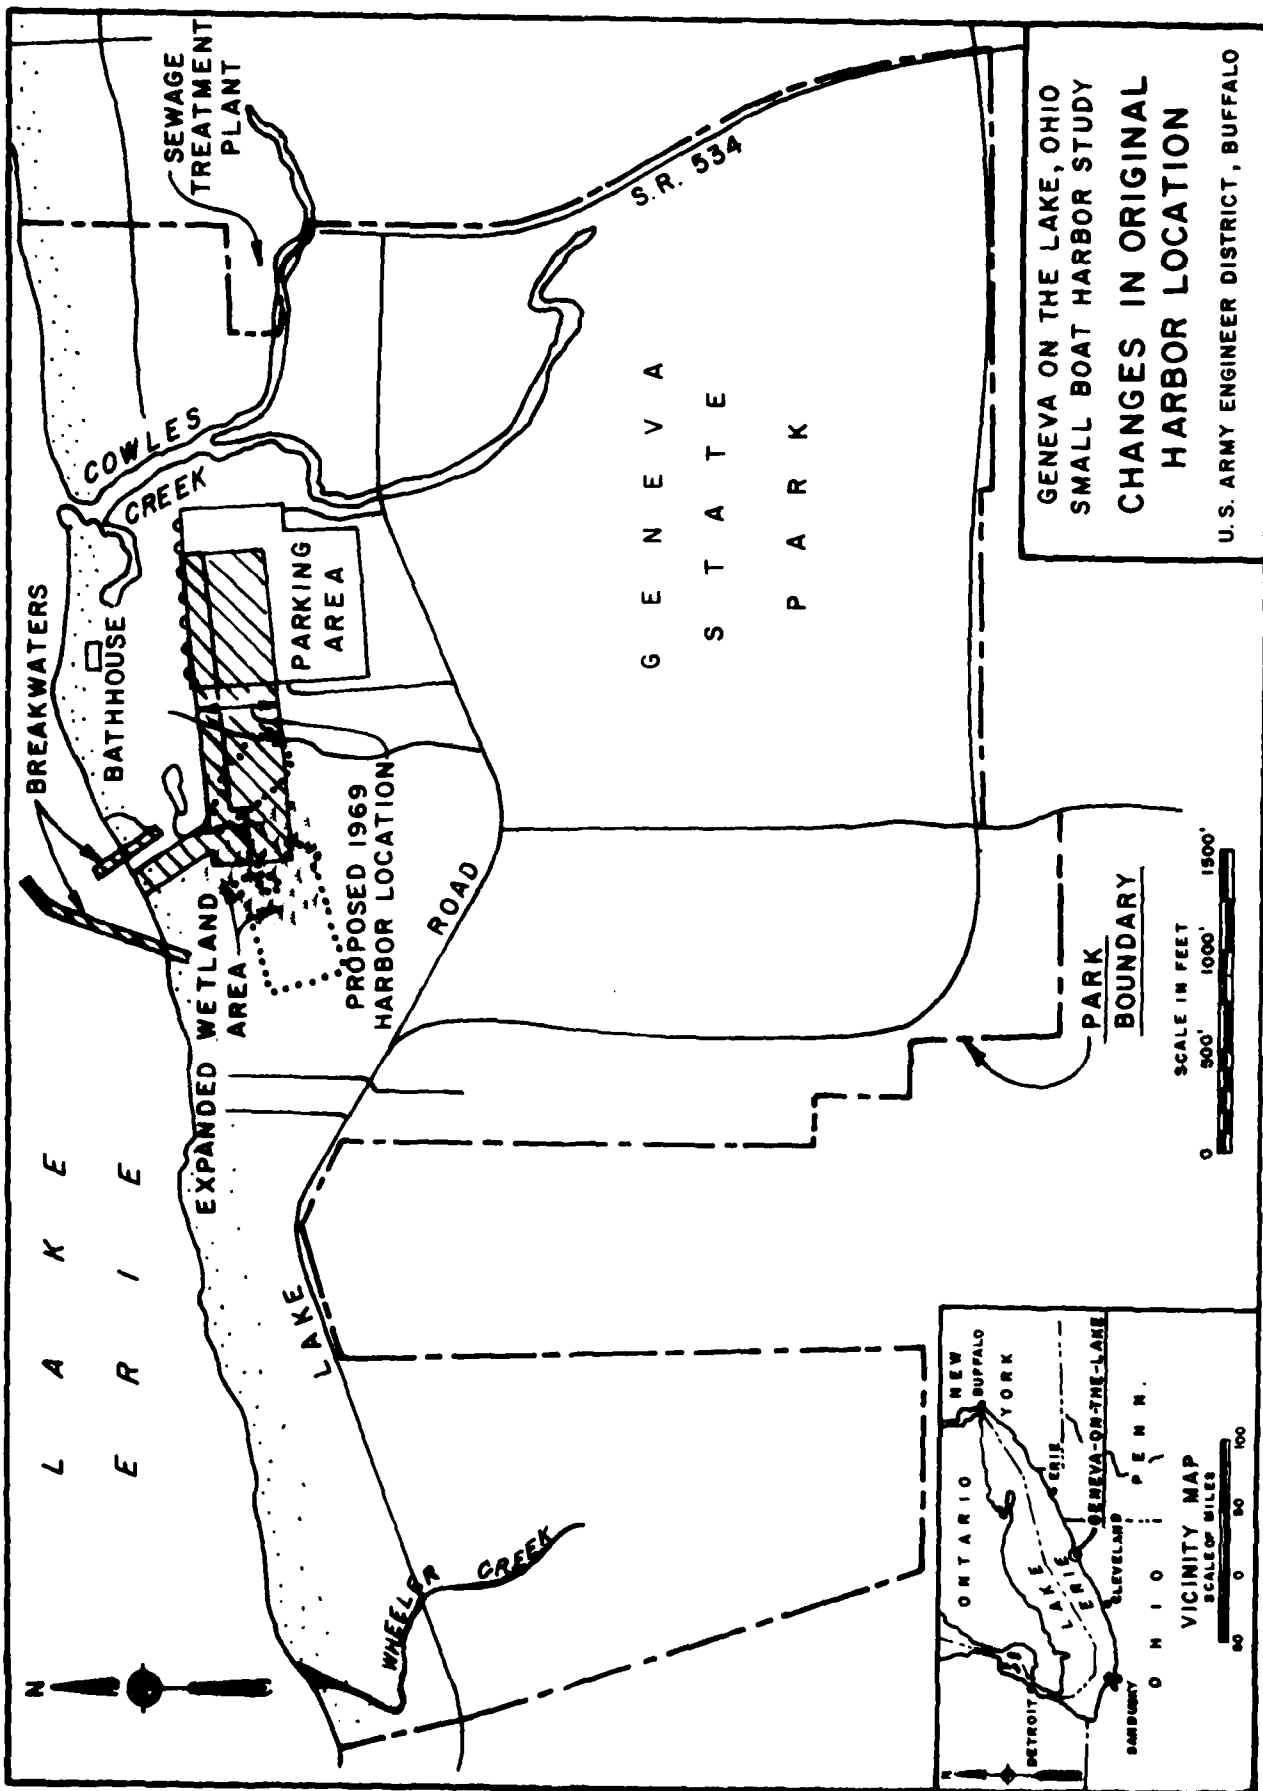 LAKE
ERIE
BREAKWATERS
BATHHOUSE
COWLES
CREEK
SEWAGE
TREATMENT
PLANT
EXPANDED WETLAND
AREA
PARKING
AREA
PROPOSED 1969
HARBOR LOCATION
LAKE
ROAD
S.R. 534
WHEELER
CREEK
GENEVA
STATE
PARK
PARK
BOUNDARY
N
SCALE IN FEET
0 500' 1000' 1500'
N
ONTARIO
NEW
YORK
BUFFALO
LAKE
ERIE
ERIE
GENEVA-ON-THE-LAKE
PENN.
DETROIT
CLEVELAND
SANDUSKY
OHIO
VICINITY MAP
SCALE OF MILES
50 0 50 100
GENEVA ON THE LAKE, OHIO
SMALL BOAT HARBOR STUDY
CHANGES IN ORIGINAL
HARBOR LOCATION
U.S. ARMY ENGINEER DISTRICT, BUFFALO